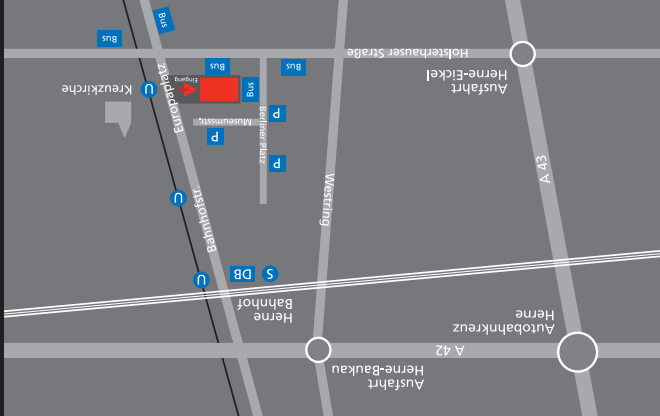 Ausfahrt
Herne-Baukau
A 42
Autobahnkreuz
Herne
Herne
Bahnhof
S
DB
U
Bahnhofstr.
Westring
U
A 43
P
P
Museumsstr.
Berliner Platz
P
Europaplatz
Kreuzkirche
U
Ausfahrt
Herne-Eickel
Bus
Eingang
Bus
Bus
Holsterhauser Straße
Bus
Bus